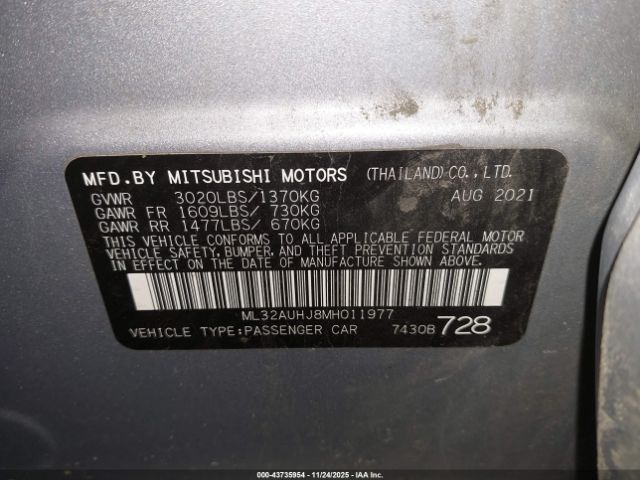 MFD.BY MITSUBISHI MOTORS (THAILAND)CO.,LTD.
GVWR 3020LBS/1370KG AUG 2021
GAWR FR 1609LBS/ 730KG
GAWR RR 1477LBS/ 670KG
THIS VEHICLE CONFORMS TO ALL APPLICABLE FEDERAL MOTOR
VEHICLE SAFETY, BUMPER, AND THEFT PREVENTION STANDARDS
IN EFFECT ON THE DATE OF MANUFACTURE SHOWN ABOVE.
ML32AUHJ8MH011977
VEHICLE TYPE:PASSENGER CAR 7430B 728
000-43735954 - 11/24/2025 - IAAI.COM